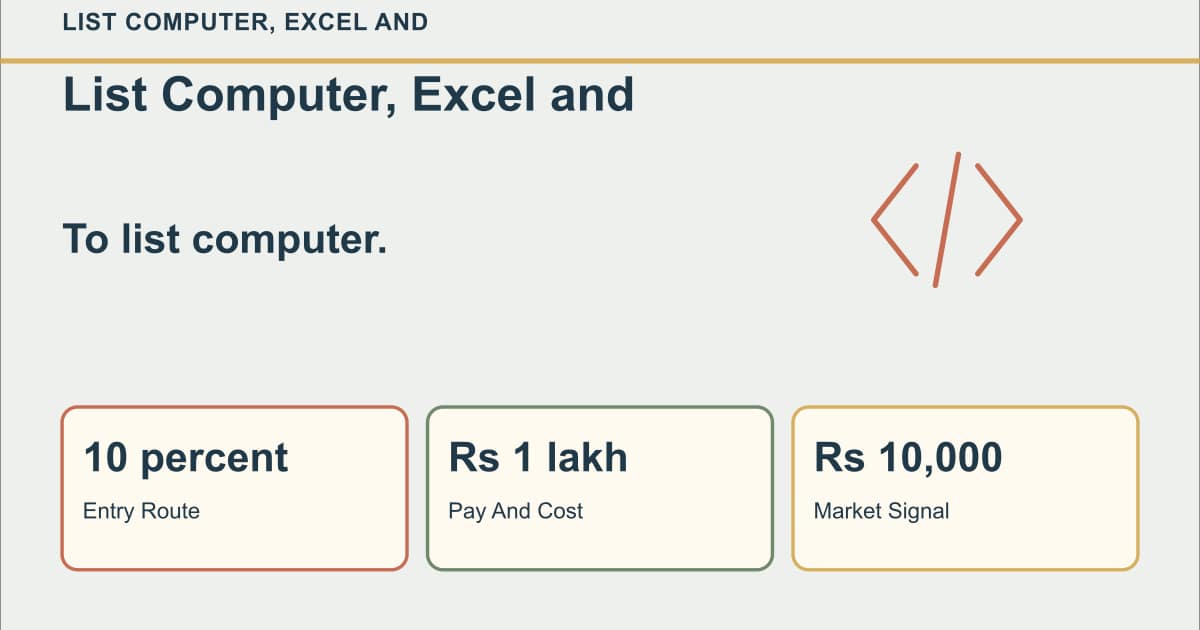 LIST COMPUTER, EXCEL AND
List Computer, Excel and
To list computer.
10 percent
Entry Route
Rs 1 lakh
Pay And Cost
Rs 10,000
Market Signal